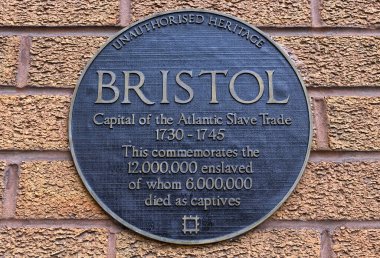 UNAUTHORISED HERITAGE
BRISTOL
Capital of the Atlantic Slave Trade
1730 - 1745
This commemorates the
12.000,000 enslaved
of whom 6,000,000
died as captives